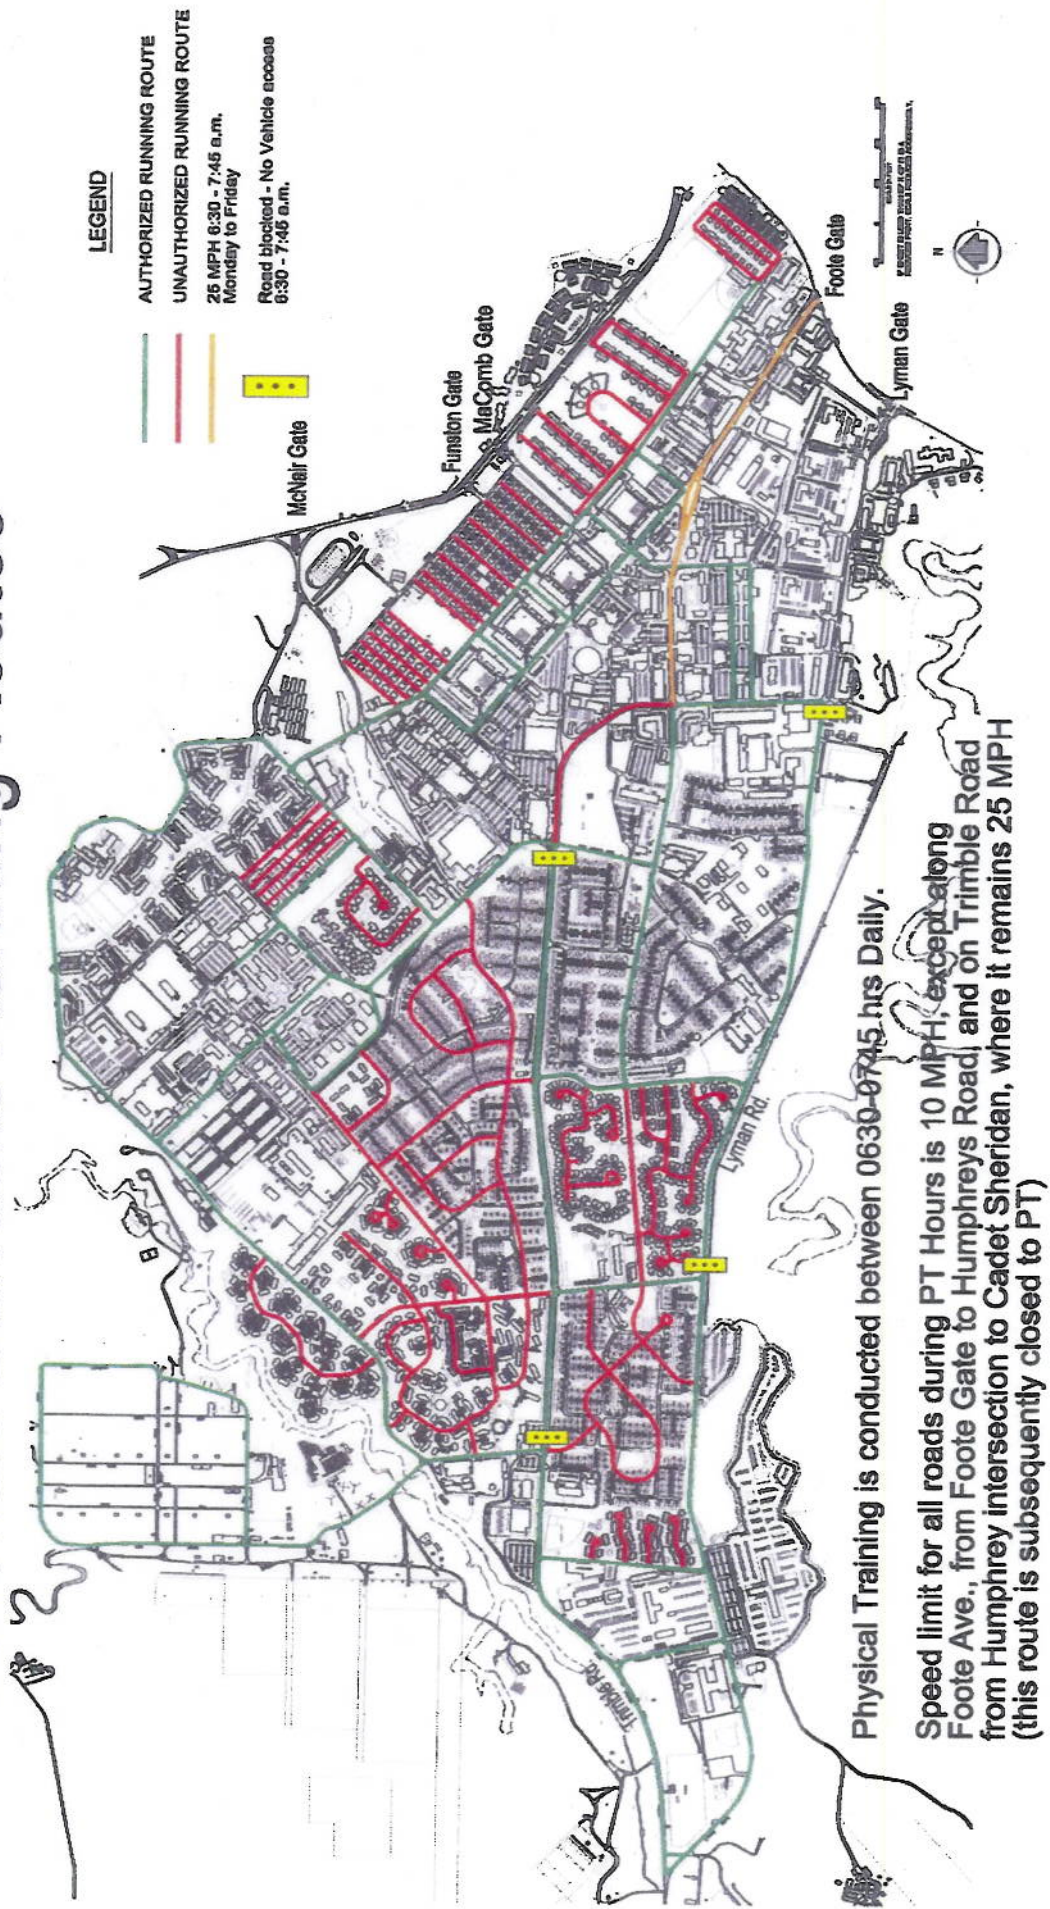 LEGEND
AUTHORIZED RUNNING ROUTE
UNAUTHORIZED RUNNING ROUTE
25 MPH 6:30 - 7:45 a.m.
Monday to Friday
Road blocked - No Vehicle access
6:30 - 7:45 a.m.
McNair Gate
Funston Gate
MaComb Gate
Foote Gate
Lyman Gate
N
Lyman Rd.
Trimble Rd
Physical Training is conducted between 0630-0745 hrs Daily.
Speed limit for all roads during PT Hours is 10 MPH, except along
Foote Ave., from Foote Gate to Humphreys Road, and on Trimble Road
from Humphrey intersection to Cadet Sheridan, where it remains 25 MPH
(this route is subsequently closed to PT)